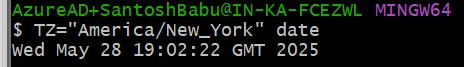 AzureAD+SantoshBabu@IN-KA-FCEZWL MINGW64
$ TZ="America/New_York" date
Wed May 28 19:02:22 GMT 2025